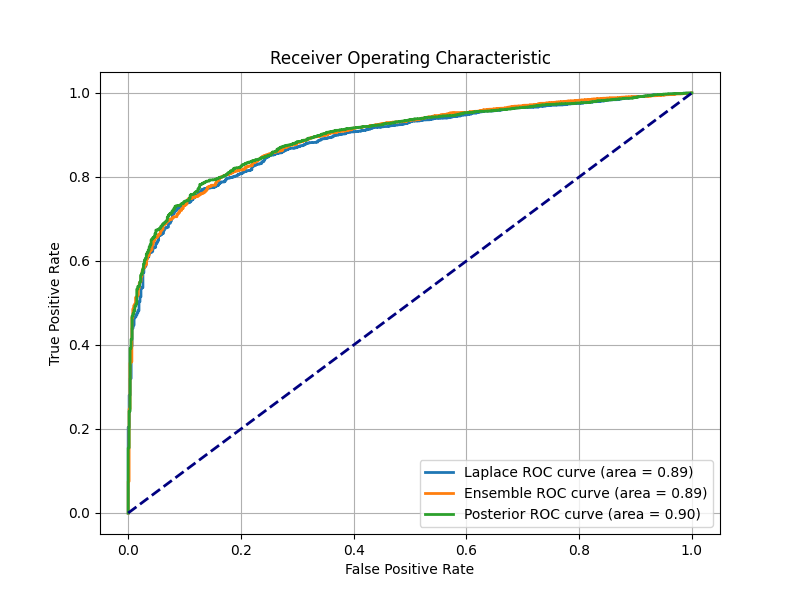 Receiver Operating Characteristic
True Positive Rate
1.0
0.8
0.6
0.4
0.2
0.0
Laplace ROC curve (area = 0.89)
Ensemble ROC curve (area = 0.89)
Posterior ROC curve (area = 0.90)
0.0 0.2 0.4 0.6 0.8 1.0
False Positive Rate